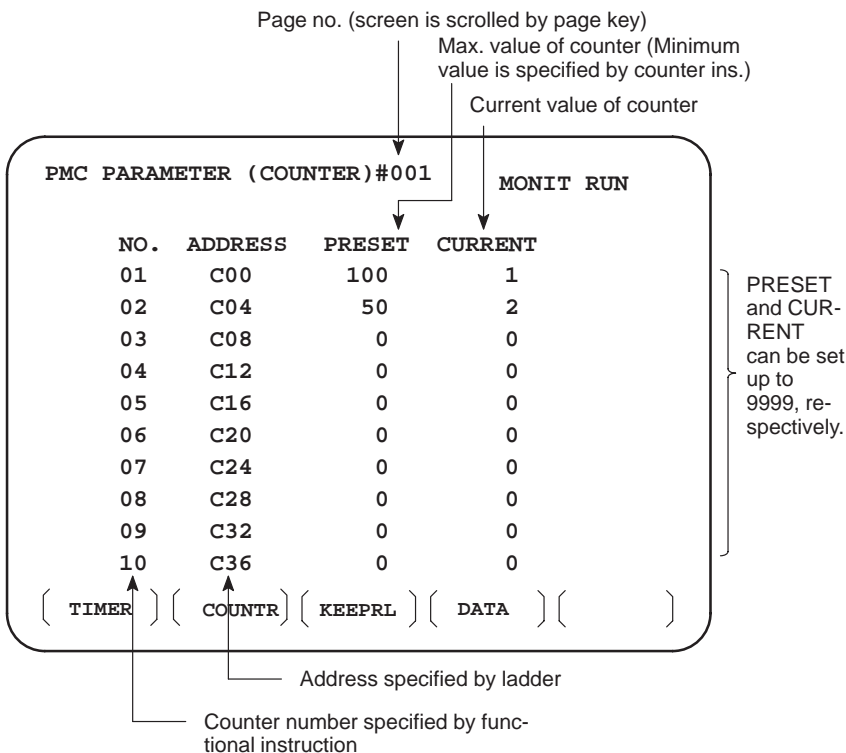 Page no. (screen is scrolled by page key)
Max. value of counter (Minimum
value is specified by counter ins.)
Current value of counter
PMC PARAMETER (COUNTER)#001 MONIT RUN
NO. ADDRESS PRESET CURRENT
01 C00 100 1
02 C04 50 2
03 C08 0 0
04 C12 0 0
05 C16 0 0
06 C20 0 0
07 C24 0 0
08 C28 0 0
09 C32 0 0
10 C36 0 0
PRESET
and CUR-
RENT
can be set
up to
9999, re-
spectively.
TIMER COUNTR KEEPRL DATA
Address specified by ladder
Counter number specified by func-
tional instruction